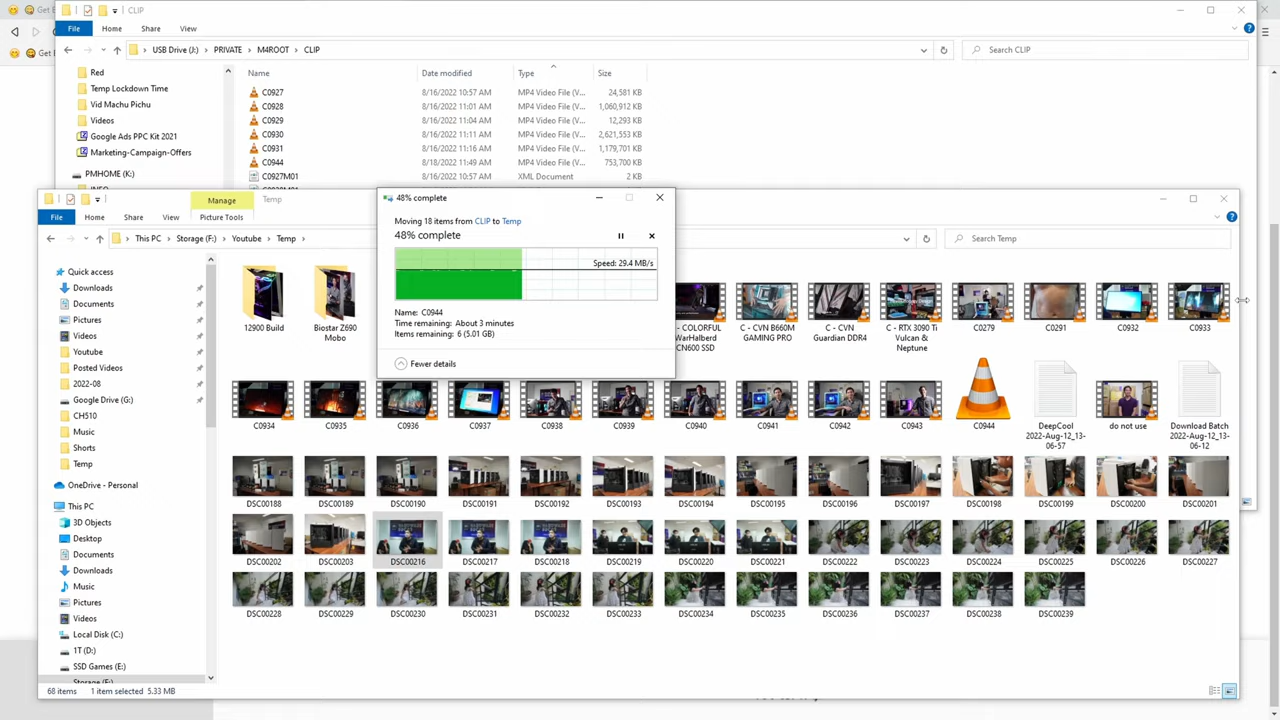 Get E
CLIP
File Home Share View
USB Drive (J:) PRIVATE M4ROOT CLIP
Search CLIP
Get E
Name Date modified Type Size
Red
Temp Lockdown Time
Vid Machu Pichu
Videos
Google Ads PPC Kit 2021
Marketing-Campaign-Offers
PMHOME (K:)
C0927 8/16/2022 10:57 AM MP4 Video File (V... 24,581 KB
C0928 8/16/2022 11:01 AM MP4 Video File (V... 1,060,912 KB
C0929 8/16/2022 11:04 AM MP4 Video File (V... 12,293 KB
C0930 8/16/2022 11:11 AM MP4 Video File (V... 2,621,553 KB
C0931 8/16/2022 11:16 AM MP4 Video File (V... 1,179,701 KB
C0944 8/18/2022 11:49 AM MP4 Video File (V... 753,700 KB
C0927M01 8/16/2022 10:57 AM XML Document 2 KB
Manage
Temp
File Home Share View Picture Tools
This PC Storage (F:) Youtube Temp
Search Temp
48% complete
Moving 18 items from CLIP to Temp
48% complete
Speed: 29.4 MB/s
Name: C0944
Time remaining: About 3 minutes
Items remaining: 6 (5.01 GB)
Fewer details
Quick access
Downloads
Documents
Pictures
Videos
Youtube
Posted Videos
2022-08
Google Drive (G:)
CH510
Music
Shorts
Temp
OneDrive - Personal
This PC
3D Objects
Desktop
Documents
Downloads
Music
Pictures
Videos
Local Disk (C:)
1T (D:)
SSD Games (E:)
Storage (F:)
12900 Build
Biostar Z690
Mobo
- COLORFUL
WarHalberd
CN600 SSD
C - CVN B660M
GAMING PRO
C - CVN
Guardian DDR4
C - RTX 3090 Ti
Vulcan &
Neptune
C0279 C0291 C0932 C0933
C0934 C0935 C0936 C0937 C0938 C0939 C0940 C0941 C0942 C0943 C0944
DeepCool
2022-Aug-12_13-
06-57
do not use
Download Batch
2022-Aug-12_13-
06-12
DSC00188 DSC00189 DSC00190 DSC00191 DSC00192 DSC00193 DSC00194 DSC00195 DSC00196 DSC00197 DSC00198 DSC00199 DSC00200 DSC00201
DSC00202 DSC00203 DSC00216 DSC00217 DSC00218 DSC00219 DSC00220 DSC00221 DSC00222 DSC00223 DSC00224 DSC00225 DSC00226 DSC00227
DSC00228 DSC00229 DSC00230 DSC00231 DSC00232 DSC00233 DSC00234 DSC00235 DSC00236 DSC00237 DSC00238 DSC00239
68 items 1 item selected 5.33 MB